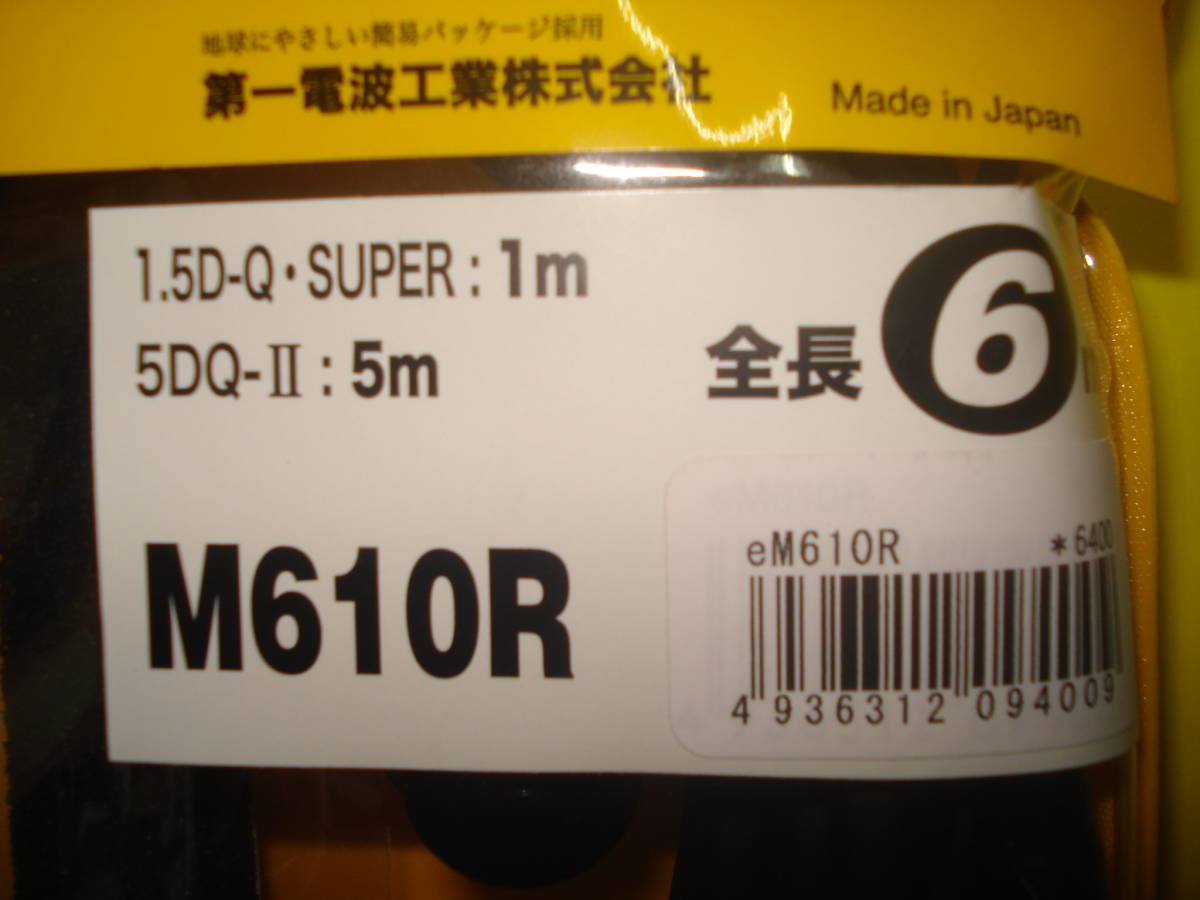 地球にやさしい簡易パッケージ採用
第一電波工業株式会社
Made in Japan
1.5D-Q・SUPER : 1m
5DQ-Ⅱ : 5m
全長6m
M610R
eM610R *6400
4 936312 094009